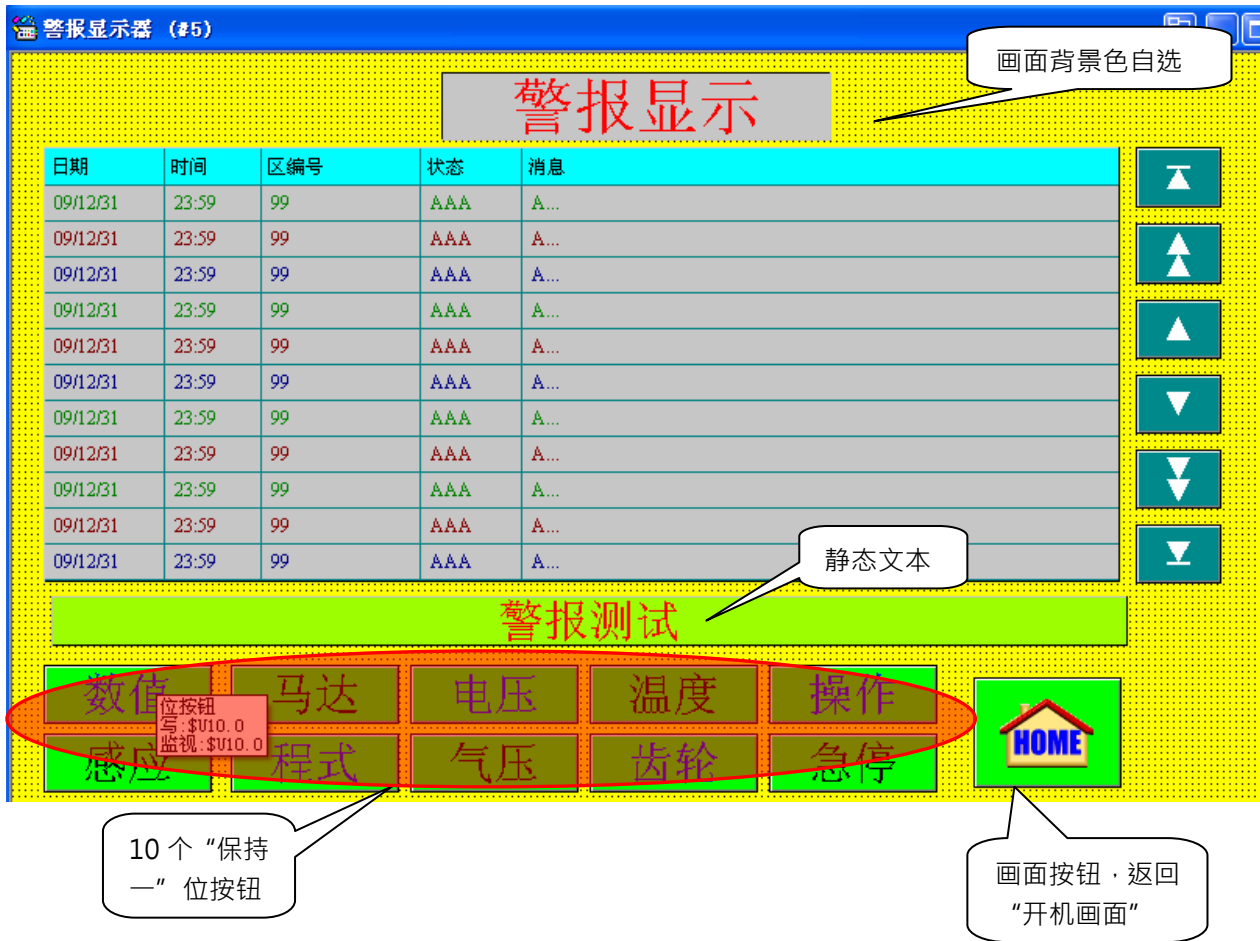 警报显示器 (#5)
画面背景色自选
警报显示
日期 时间 区编号 状态 消息
09/12/31 23:59 99 AAA A...
09/12/31 23:59 99 AAA A...
09/12/31 23:59 99 AAA A...
09/12/31 23:59 99 AAA A...
09/12/31 23:59 99 AAA A...
09/12/31 23:59 99 AAA A...
09/12/31 23:59 99 AAA A...
09/12/31 23:59 99 AAA A...
09/12/31 23:59 99 AAA A...
09/12/31 23:59 99 AAA A...
09/12/31 23:59 99 AAA A...
静态文本
警报测试
数值 马达 电压 温度 操作
位按钮
写:$U10.0
监视:$U10.0
感应 程式 气压 齿轮 急停
HOME
10 个“保持
一”位按钮
画面按钮，返回
“开机画面”